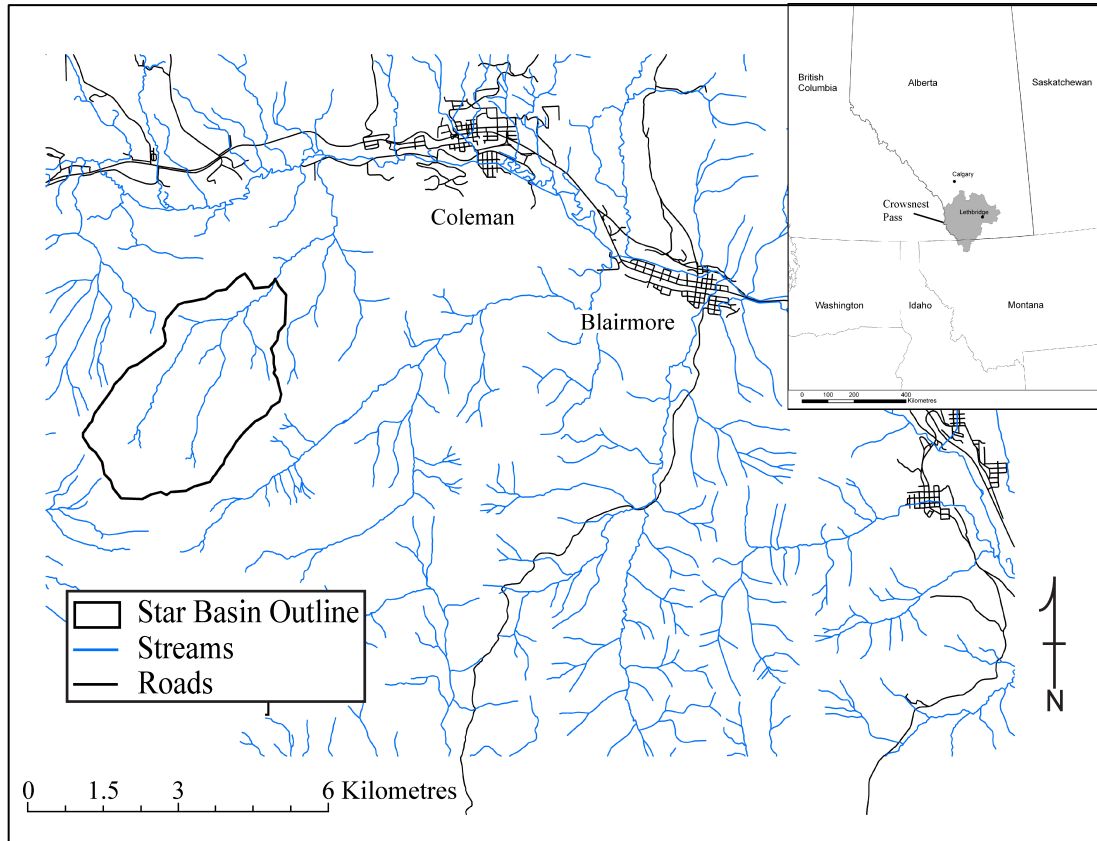 British
Columbia
Alberta
Saskatchewan
Calgary
Crowsnest
Pass
Lethbridge
Washington
Idaho
Montana
0 100 200 400
Kilometres
Coleman
Blairmore
Star Basin Outline
Streams
Roads
N
0 1.5 3 6 Kilometres